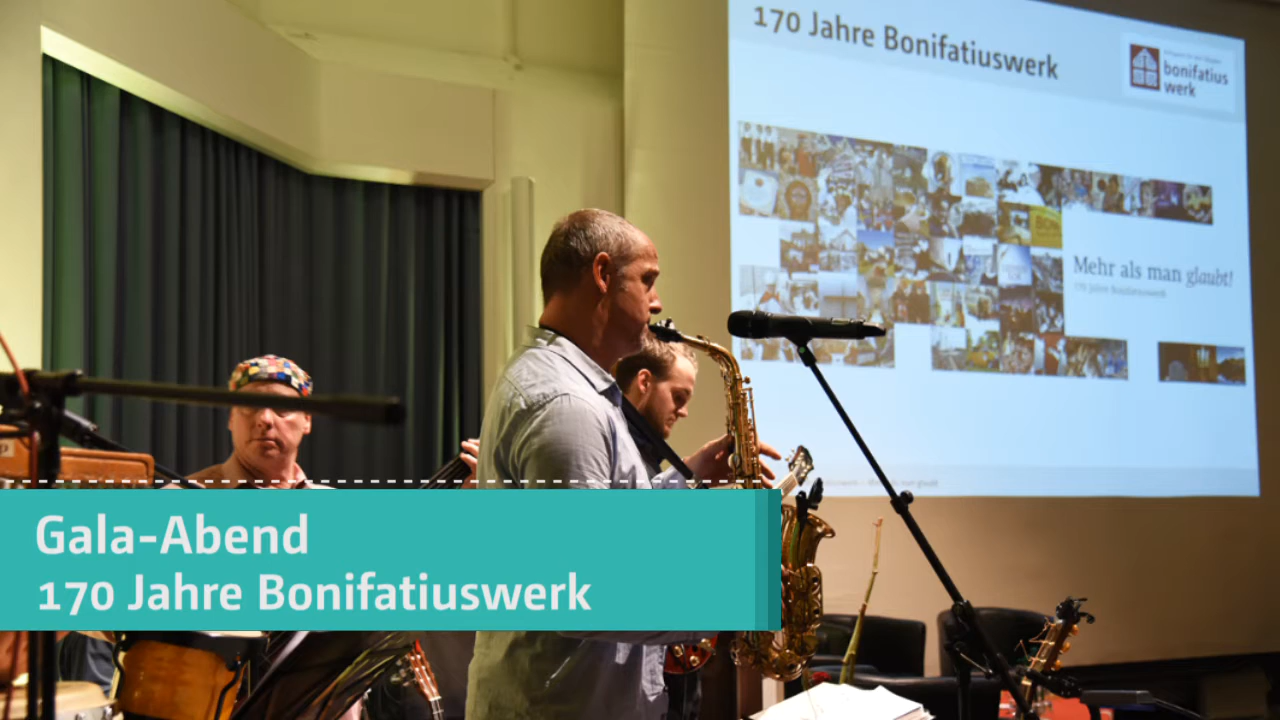 170 Jahre Bonifatiuswerk
bonifatius
werk
Mehr als man glaubt!
170 Jahre Bonifatiuswerk
Gala-Abend
170 Jahre Bonifatiuswerk